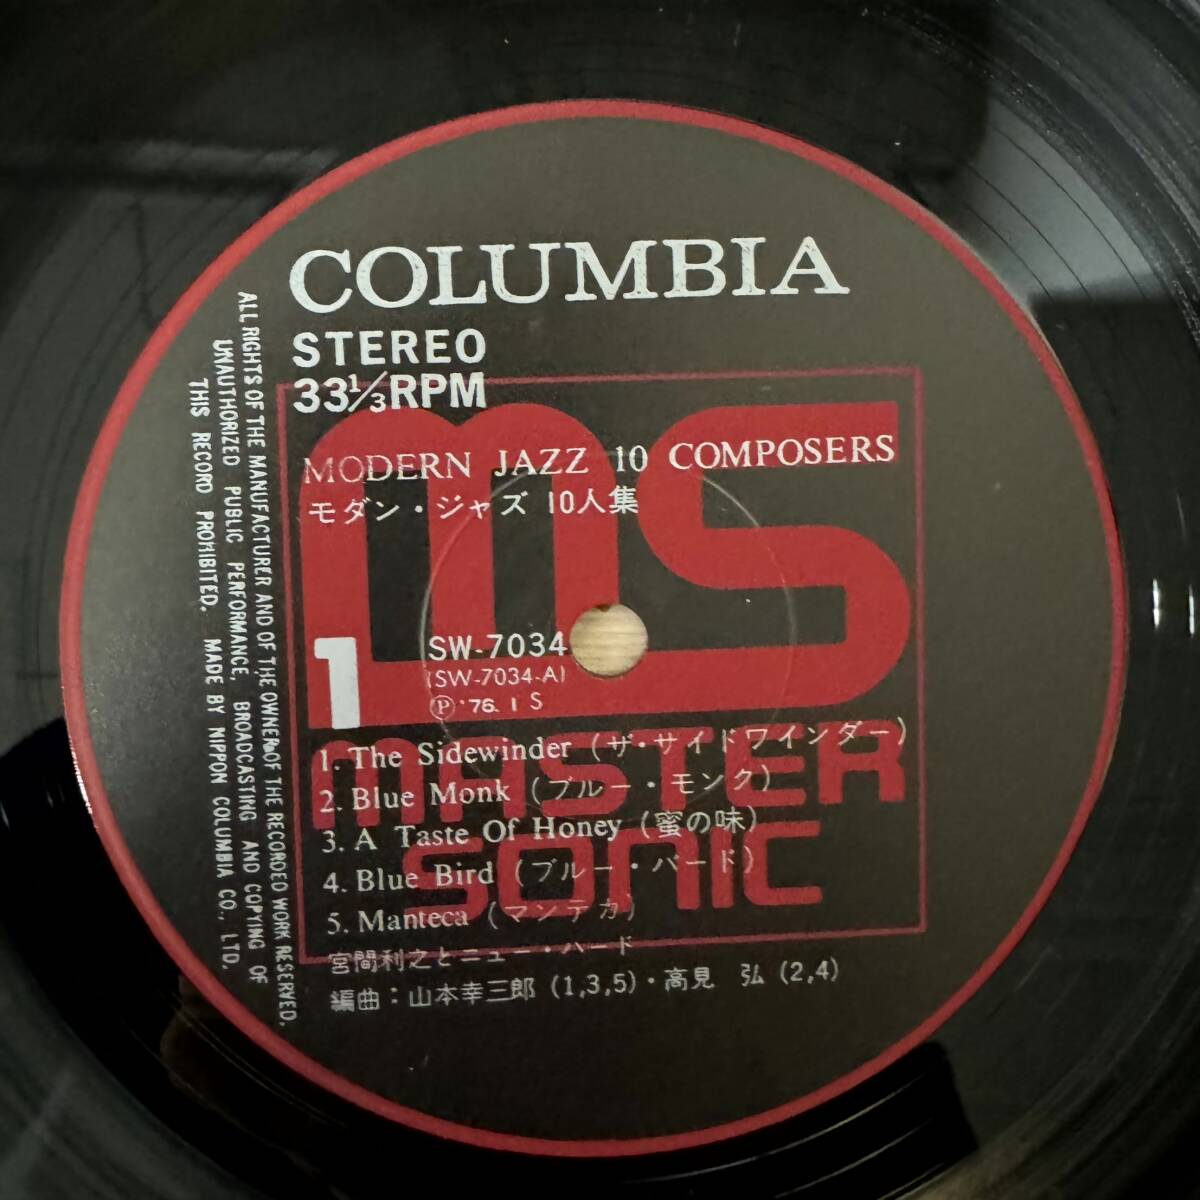 COLUMBIA
STEREO
33⅓RPM
MODERN JAZZ 10 COMPOSERS
モダン・ジャズ 10人集
ms
1
SW-7034
(SW-7034-A)
Ⓟ '76. 1 S
MASTER
SONIC
1. The Sidewinder (ザ・サイドワインダー)
2. Blue Monk (ブルー・モンク)
3. A Taste Of Honey (蜜の味)
4. Blue Bird (ブルー・バード)
5. Manteca (マンテカ)
宮間利之とニュー・ハード
編曲：山本幸三郎 (1,3,5)・高見 弘 (2,4)
ALL RIGHTS OF THE MANUFACTURER AND OF THE OWNER OF THE RECORDED WORK RESERVED.
UNAUTHORIZED PUBLIC PERFORMANCE, BROADCASTING AND COPYING OF
THIS RECORD PROHIBITED. MADE BY NIPPON COLUMBIA CO., LTD.